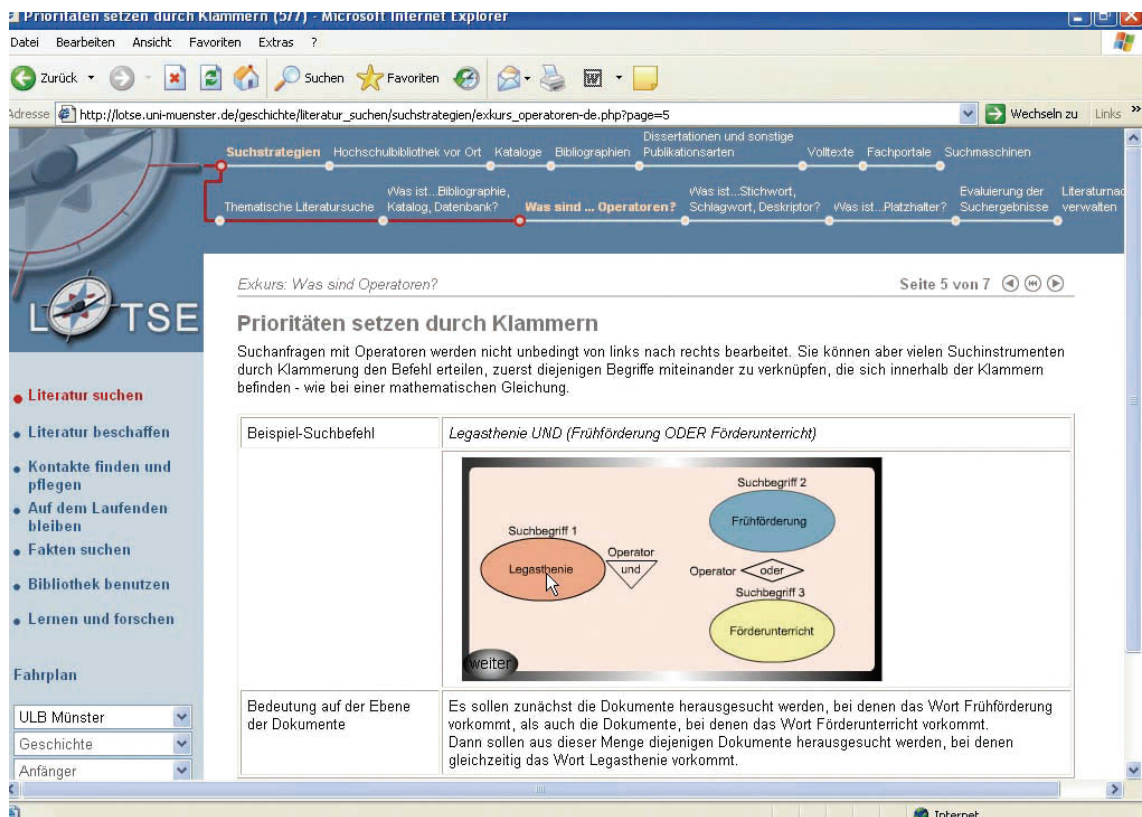 Prioritäten setzen durch Klammern (5/7) - Microsoft Internet Explorer
Datei Bearbeiten Ansicht Favoriten Extras ?
Zurück Suchen Favoriten
Adresse http://lotse.uni-muenster.de/geschichte/literatur_suchen/suchstrategien/exkurs_operatoren-de.php?page=5 Wechseln zu Links »
Dissertationen und sonstige
Suchstrategien Hochschulbibliothek vor Ort Kataloge Bibliographien Publikationsarten Volltexte Fachportale Suchmaschinen
Was ist...Bibliographie, Was ist...Stichwort, Evaluierung der Literaturnac
Thematische Literatursuche Katalog, Datenbank? Was sind ... Operatoren? Schlagwort, Deskriptor? Was ist...Platzhalter? Suchergebnisse verwalten
LOTSE
Exkurs: Was sind Operatoren? Seite 5 von 7
Prioritäten setzen durch Klammern
Suchanfragen mit Operatoren werden nicht unbedingt von links nach rechts bearbeitet. Sie können aber vielen Suchinstrumenten
durch Klammerung den Befehl erteilen, zuerst diejenigen Begriffe miteinander zu verknüpfen, die sich innerhalb der Klammern
befinden - wie bei einer mathematischen Gleichung.
Literatur suchen
Literatur beschaffen
Kontakte finden und
pflegen
Auf dem Laufenden
bleiben
Fakten suchen
Bibliothek benutzen
Lernen und forschen
Fahrplan
ULB Münster
Geschichte
Anfänger
Beispiel-Suchbefehl Legasthenie UND (Frühförderung ODER Förderunterricht)
Suchbegriff 2
Frühförderung
Suchbegriff 1
Operator
Legasthenie und Operator oder
Suchbegriff 3
Förderunterricht
weiter
Bedeutung auf der Ebene
der Dokumente
Es sollen zunächst die Dokumente herausgesucht werden, bei denen das Wort Frühförderung
vorkommt, als auch die Dokumente, bei denen das Wort Förderunterricht vorkommt.
Dann sollen aus dieser Menge diejenigen Dokumente herausgesucht werden, bei denen
gleichzeitig das Wort Legasthenie vorkommt.
Internet